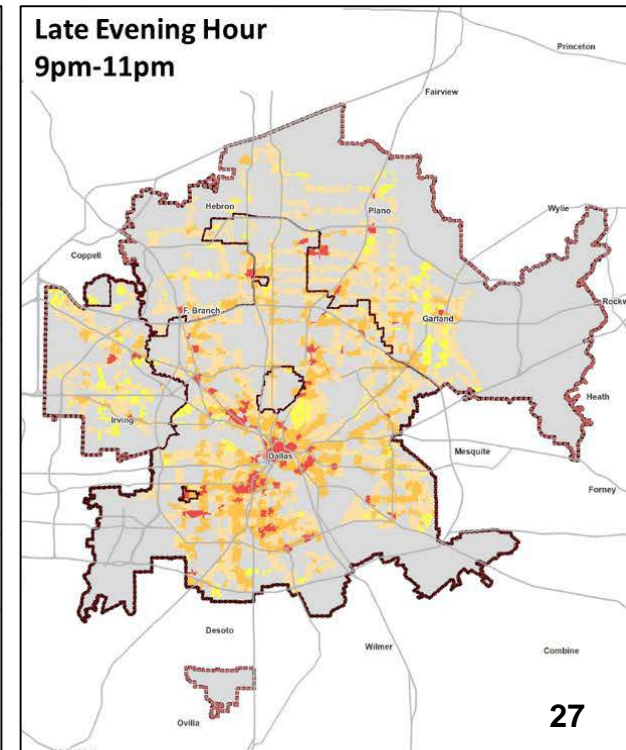 Late Evening Hour
9pm-11pm
Princeton
Fairview
Hebron
Plano
Wylie
Coppell
F. Branch
Garland
Rockw
Heath
Irving
Dallas
Mesquite
Forney
Desoto
Wilmer
Combine
Ovilla
27